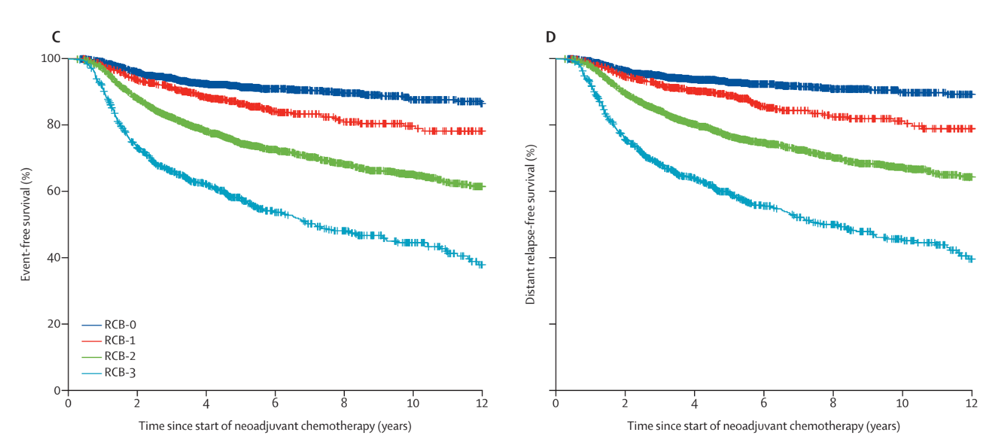 C
Event-free survival (%)
100
80
60
40
20
0
RCB-0
RCB-1
RCB-2
RCB-3
0 2 4 6 8 10 12
Time since start of neoadjuvant chemotherapy (years)
D
Distant relapse-free survival (%)
0 2 4 6 8 10 12
Time since start of neoadjuvant chemotherapy (years)